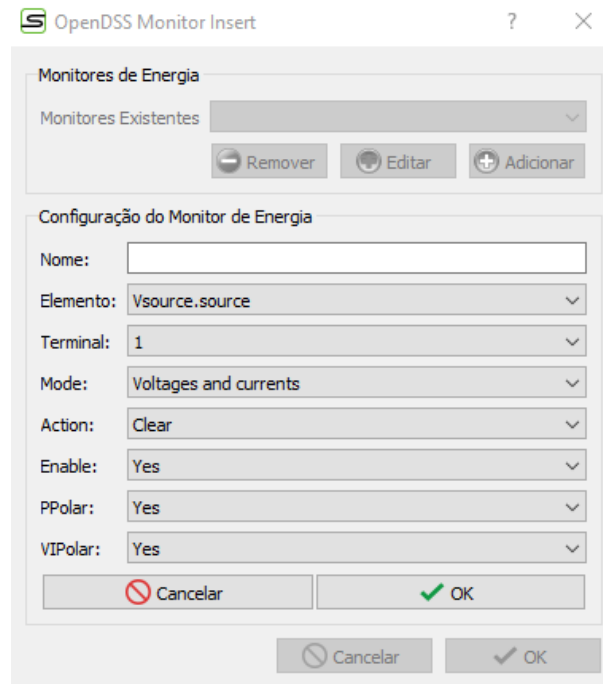 OpenDSS Monitor Insert ?
Monitores de Energia
Monitores Existentes
Remover Editar Adicionar
Configuração do Monitor de Energia
Nome:
Elemento: Vsource.source
Terminal: 1
Mode: Voltages and currents
Action: Clear
Enable: Yes
PPolar: Yes
VIPolar: Yes
Cancelar OK
Cancelar OK